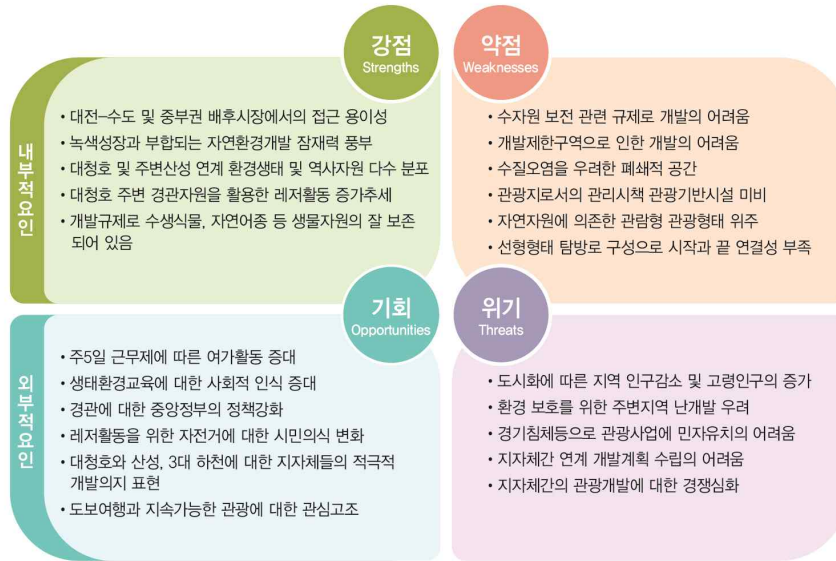 강점
Strengths
약점
Weaknesses
내부적요인
• 대전-수도 및 중부권 배후시장에서의 접근 용이성
• 녹색성장과 부합되는 자연환경개발 잠재력 풍부
• 대청호 및 주변산성 연계 환경생태 및 역사자원 다수 분포
• 대청호 주변 경관자원을 활용한 레저활동 증가추세
• 개발규제로 수생식물, 자연어종 등 생물자원의 잘 보존
되어 있음
• 수자원 보전 관련 규제로 개발의 어려움
• 개발제한구역으로 인한 개발의 어려움
• 수질오염을 우려한 폐쇄적 공간
• 관광지로서의 관리시책 관광기반시설 미비
• 자연자원에 의존한 관람형 관광형태 위주
• 선형형태 탐방로 구성으로 시작과 끝 연결성 부족
기회
Opportunities
위기
Threats
외부적요인
• 주5일 근무제에 따른 여가활동 증대
• 생태환경교육에 대한 사회적 인식 증대
• 경관에 대한 중앙정부의 정책강화
• 레저활동을 위한 자전거에 대한 시민의식 변화
• 대청호와 산성, 3대 하천에 대한 지자체들의 적극적
개발의지 표현
• 도보여행과 지속가능한 관광에 대한 관심고조
• 도시화에 따른 지역 인구감소 및 고령인구의 증가
• 환경 보호를 위한 주변지역 난개발 우려
• 경기침체등으로 관광사업에 민자유치의 어려움
• 지자체간 연계 개발계획 수립의 어려움
• 지자체간의 관광개발에 대한 경쟁심화